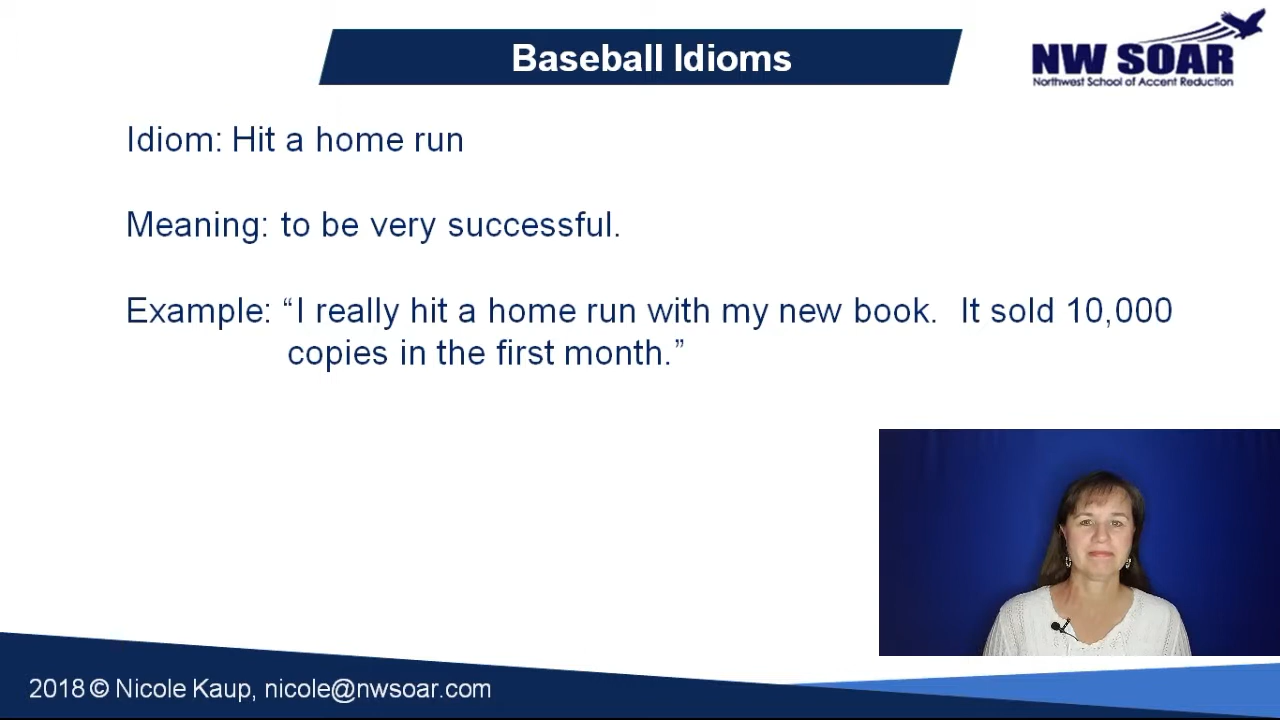 Baseball Idioms
NW SOAR
Northwest School of Accent Reduction
Idiom: Hit a home run
Meaning: to be very successful.
Example: “I really hit a home run with my new book.  It sold 10,000
copies in the first month.”
2018 © Nicole Kaup, nicole@nwsoar.com